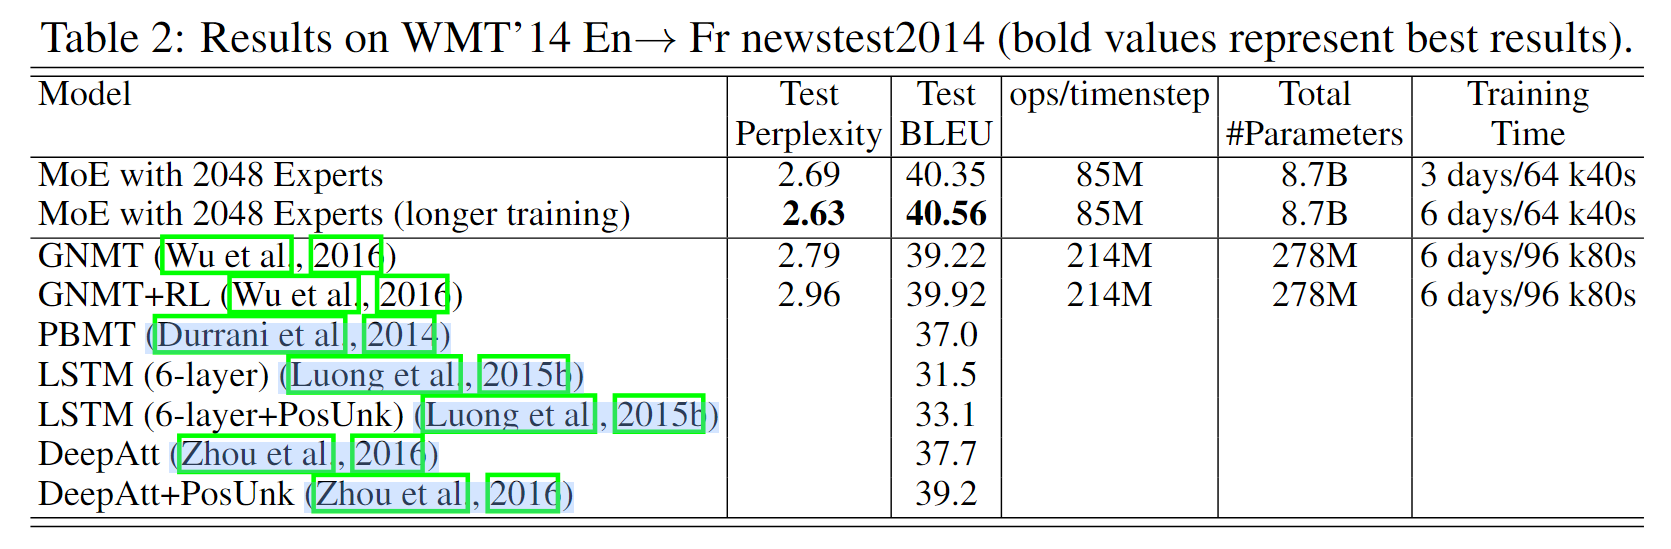 Table 2: Results on WMT'14 En→ Fr newstest2014 (bold values represent best results).
Model Test Test ops/timenstep Total Training
Perplexity BLEU #Parameters Time
MoE with 2048 Experts 2.69 40.35 85M 8.7B 3 days/64 k40s
MoE with 2048 Experts (longer training) 2.63 40.56 85M 8.7B 6 days/64 k40s
GNMT (Wu et al., 2016) 2.79 39.22 214M 278M 6 days/96 k80s
GNMT+RL (Wu et al., 2016) 2.96 39.92 214M 278M 6 days/96 k80s
PBMT (Durrani et al., 2014) 37.0
LSTM (6-layer) (Luong et al., 2015b) 31.5
LSTM (6-layer+PosUnk) (Luong et al., 2015b) 33.1
DeepAtt (Zhou et al., 2016) 37.7
DeepAtt+PosUnk (Zhou et al., 2016) 39.2